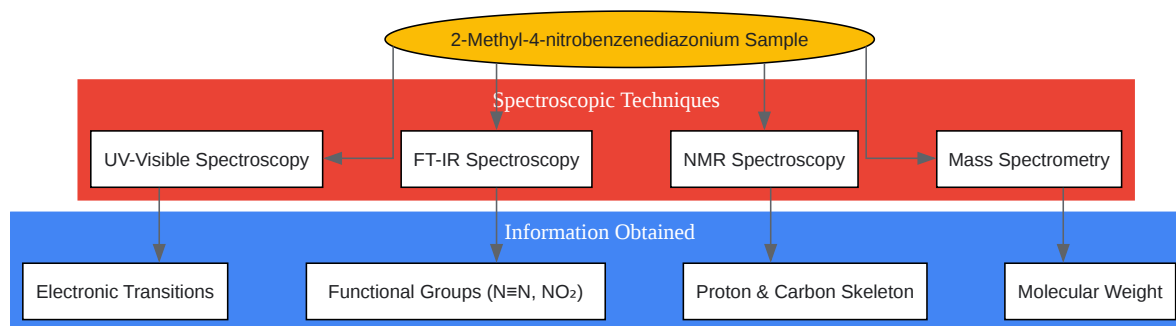 2-Methyl-4-nitrobenzenediazonium Sample
Spectroscopic Techniques
UV-Visible Spectroscopy
FT-IR Spectroscopy
NMR Spectroscopy
Mass Spectrometry
Information Obtained
Electronic Transitions
Functional Groups (N≡N, NO₂)
Proton & Carbon Skeleton
Molecular Weight